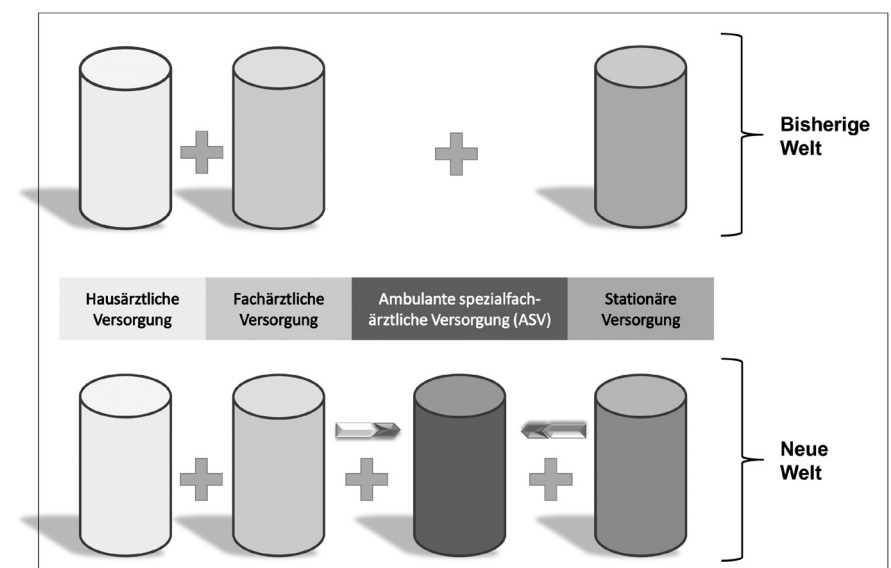 Bisherige
Welt
Hausärztliche
Versorgung
Fachärztliche
Versorgung
Ambulante spezialfach-
ärztliche Versorgung (ASV)
Stationäre
Versorgung
Neue
Welt